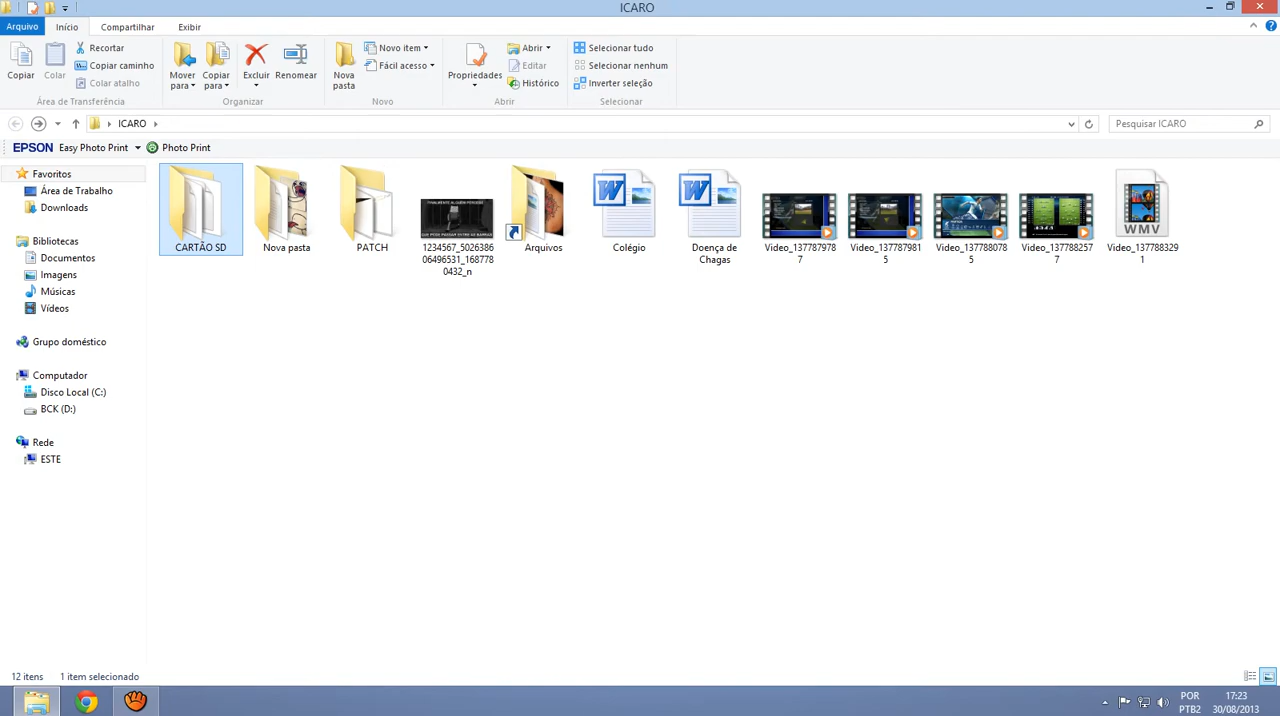 ICARO
Arquivo Início Compartilhar Exibir
Copiar
Colar
Recortar
Copiar caminho
Colar atalho
Área de Transferência
Mover para
Copiar para
Excluir
Renomear
Organizar
Nova pasta
Novo item
Fácil acesso
Novo
Propriedades
Abrir
Editar
Histórico
Abrir
Selecionar tudo
Selecionar nenhum
Inverter seleção
Selecionar
ICARO
Pesquisar ICARO
EPSON Easy Photo Print Photo Print
Favoritos
Área de Trabalho
Downloads
Bibliotecas
Documentos
Imagens
Músicas
Vídeos
Grupo doméstico
Computador
Disco Local (C:)
BCK (D:)
Rede
ESTE
CARTÃO SD
Nova pasta
PATCH
1234567_5026386
06496531_168778
0432_n
Arquivos
Colégio
Doença de
Chagas
Video_137787978
7
Video_137787981
5
Video_137788078
5
Video_137788257
7
WMV
Video_137788329
1
12 itens 1 item selecionado
POR
PTB2
17:23
30/08/2013